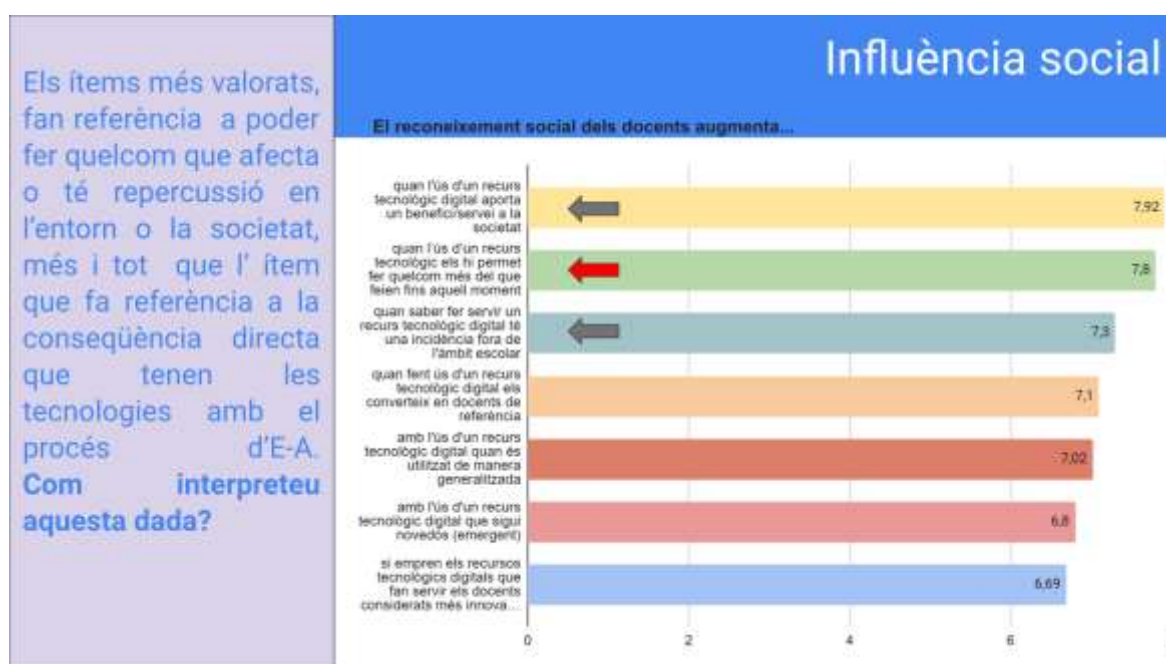 Influència social
Els ítems més valorats,
fan referència a poder
fer quelcom que afecta
o té repercussió en
l'entorn o la societat,
més i tot que l' ítem
que fa referència a la
conseqüència directa
que tenen les
tecnologies amb el
procés d'E-A.
Com interpreteu
aquesta dada?
El reconeixement social dels docents augmenta...
quan l'ús d'un recurs
tecnològic digital aporta
un benefici/servei a la
societat
7,92
quan l'ús d'un recurs
tecnològic els hi permet
fer quelcom més del que
feien fins aquell moment
7,8
quan saber fer servir un
recurs tecnològic digital té
una incidència fora de
l'àmbit escolar
7,3
quan fent ús d'un recurs
tecnològic digital els
converteix en docents de
referència
7,1
amb l'ús d'un recurs
tecnològic digital quan és
utilitzat de manera
generalitzada
7,02
amb l'ús d'un recurs
tecnològic digital que sigui
novedós (emergent)
6,8
si empren els recursos
tecnològics digitals que
fan servir els docents
considerats més innova…
6,69
0 2 4 6